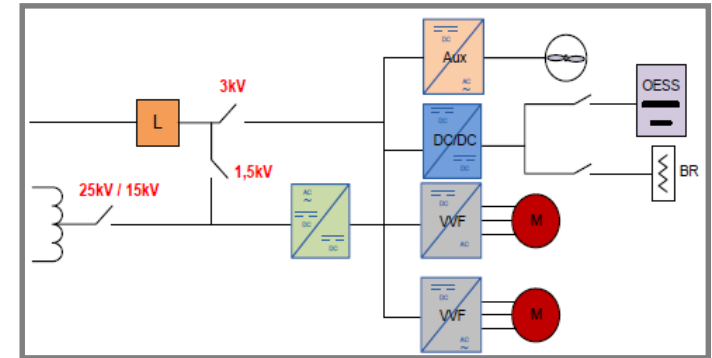 DC
Aux
AC
~
3kV
L
OESS
DC
DC/DC
DC
1,5kV
BR
25kV / 15kV
AC
~
DC
DC
DC
VVF
AC
M
DC
VVF
AC
~
M